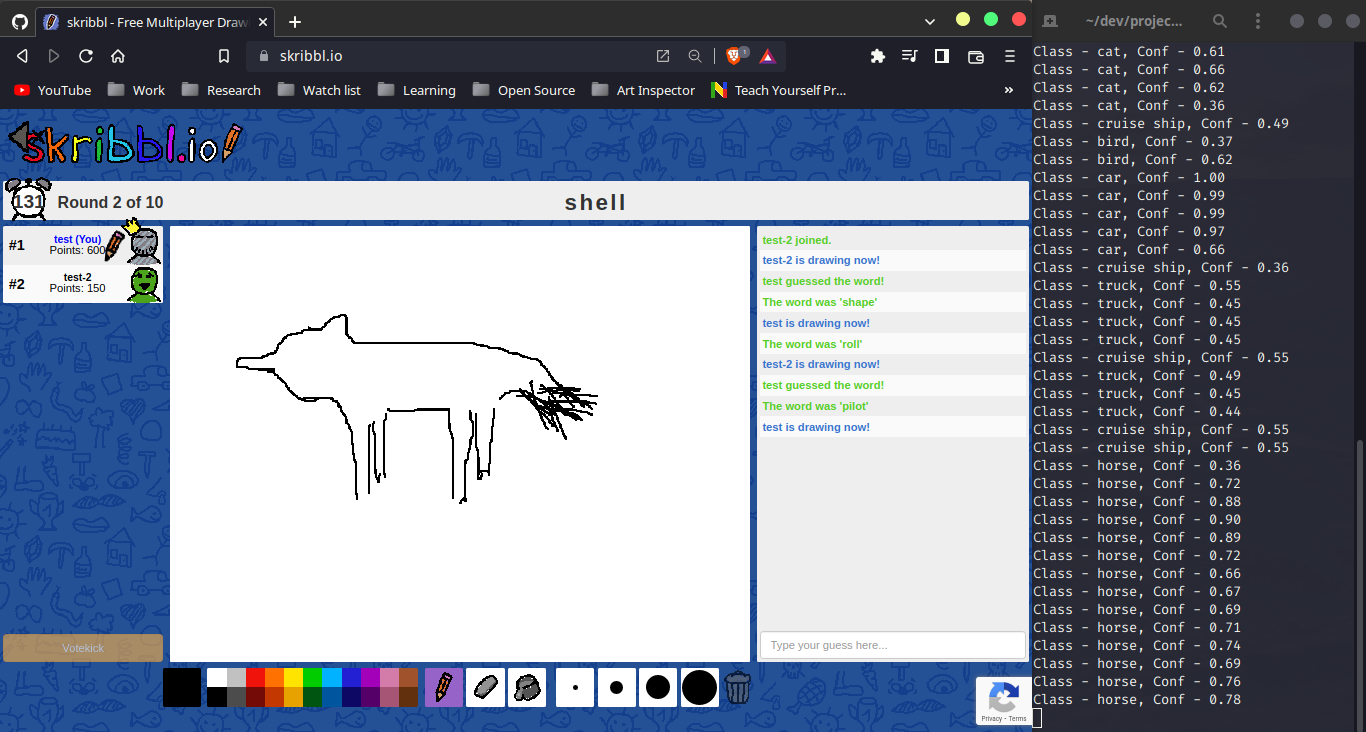 skribbl - Free Multiplayer Draw
~/dev/projec...
skribbl.io
1
YouTube
Work
Research
Watch list
Learning
Open Source
Art Inspector
Teach Yourself Pr...
»
skribbl.io
131
Round 2 of 10
shell
#1
test (You)
Points: 600
#2
test-2
Points: 150
Votekick
test-2 joined.
test-2 is drawing now!
test guessed the word!
The word was 'shape'
test is drawing now!
The word was 'roll'
test-2 is drawing now!
test guessed the word!
The word was 'pilot'
test is drawing now!
Type your guess here...
Privacy - Terms
Class - cat, Conf - 0.61
Class - cat, Conf - 0.66
Class - cat, Conf - 0.62
Class - cat, Conf - 0.36
Class - cruise ship, Conf - 0.49
Class - bird, Conf - 0.37
Class - bird, Conf - 0.62
Class - car, Conf - 1.00
Class - car, Conf - 0.99
Class - car, Conf - 0.99
Class - car, Conf - 0.97
Class - car, Conf - 0.66
Class - cruise ship, Conf - 0.36
Class - truck, Conf - 0.55
Class - truck, Conf - 0.45
Class - truck, Conf - 0.45
Class - truck, Conf - 0.45
Class - cruise ship, Conf - 0.55
Class - truck, Conf - 0.49
Class - truck, Conf - 0.45
Class - truck, Conf - 0.44
Class - cruise ship, Conf - 0.55
Class - cruise ship, Conf - 0.55
Class - horse, Conf - 0.36
Class - horse, Conf - 0.72
Class - horse, Conf - 0.88
Class - horse, Conf - 0.90
Class - horse, Conf - 0.89
Class - horse, Conf - 0.72
Class - horse, Conf - 0.66
Class - horse, Conf - 0.67
Class - horse, Conf - 0.69
Class - horse, Conf - 0.71
Class - horse, Conf - 0.74
Class - horse, Conf - 0.69
Class - horse, Conf - 0.76
Class - horse, Conf - 0.78